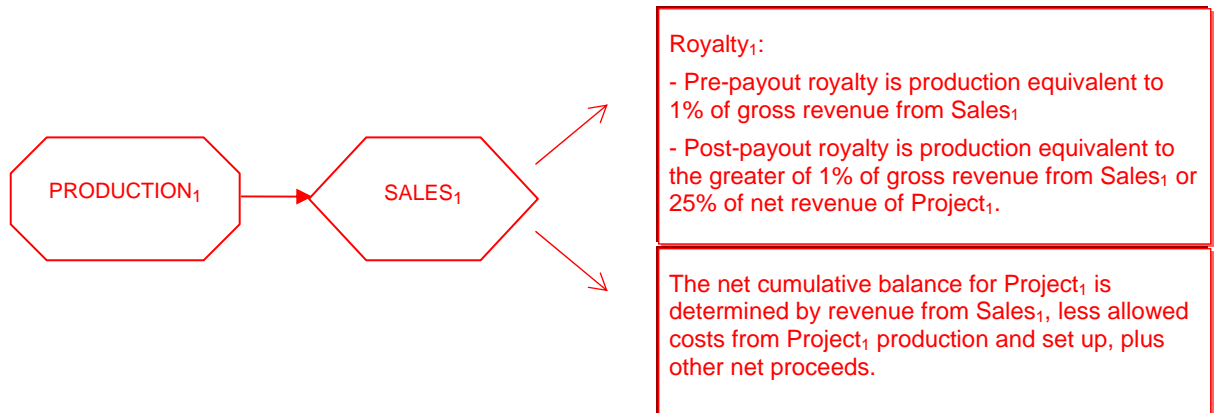 PRODUCTION₁
SALES₁
Royalty₁:
- Pre-payout royalty is production equivalent to
1% of gross revenue from Sales₁
- Post-payout royalty is production equivalent to
the greater of 1% of gross revenue from Sales₁ or
25% of net revenue of Project₁.
The net cumulative balance for Project₁ is
determined by revenue from Sales₁, less allowed
costs from Project₁ production and set up, plus
other net proceeds.